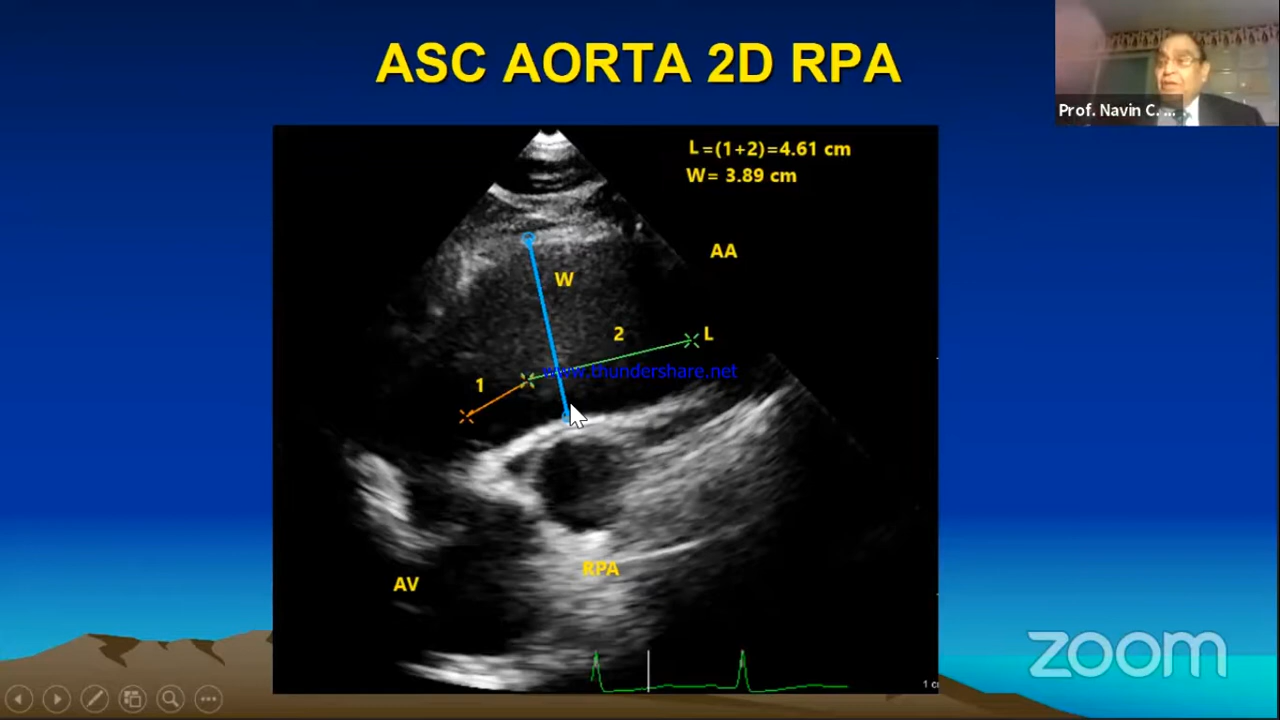 ASC AORTA 2D RPA
Prof. Navin C. ...
L=(1+2)=4.61 cm
W= 3.89 cm
AA
W
2
L
www.thundershare.net
1
RPA
AV
zoom